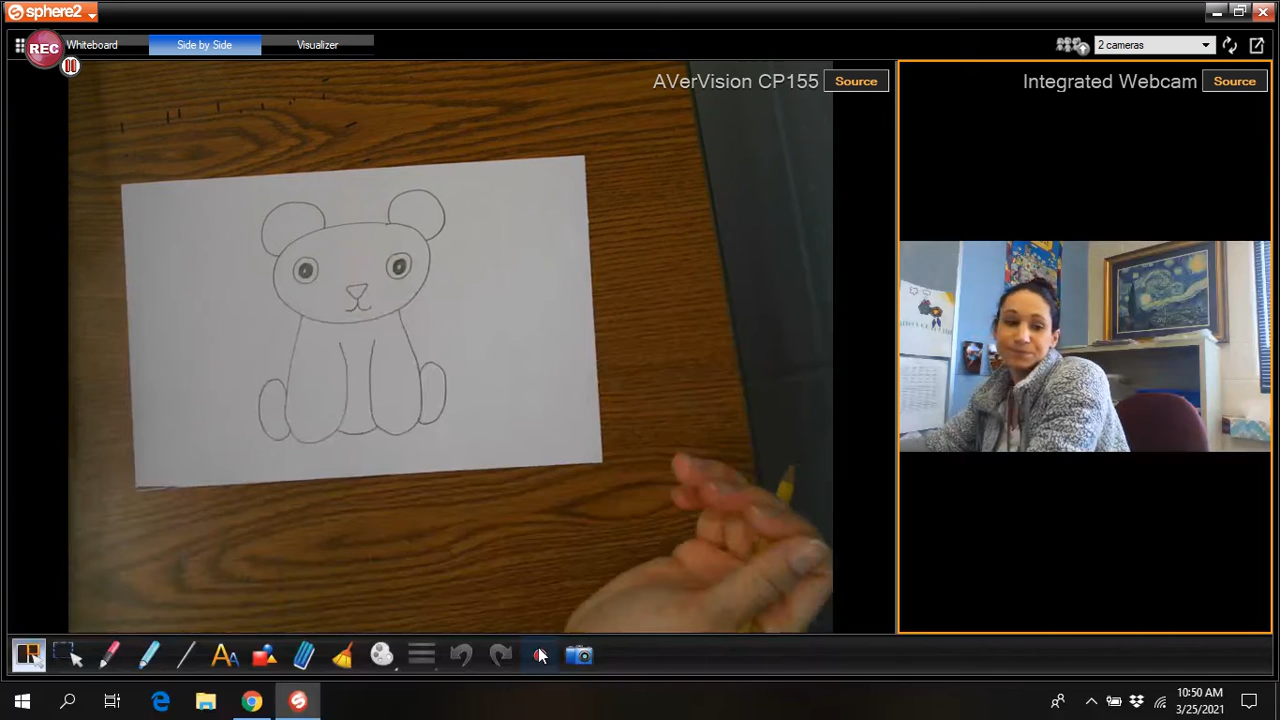 sphere2
REC
Whiteboard
Side by Side
Visualizer
2 cameras
AVerVision CP155
Source
Integrated Webcam
Source
10:50 AM
3/25/2021